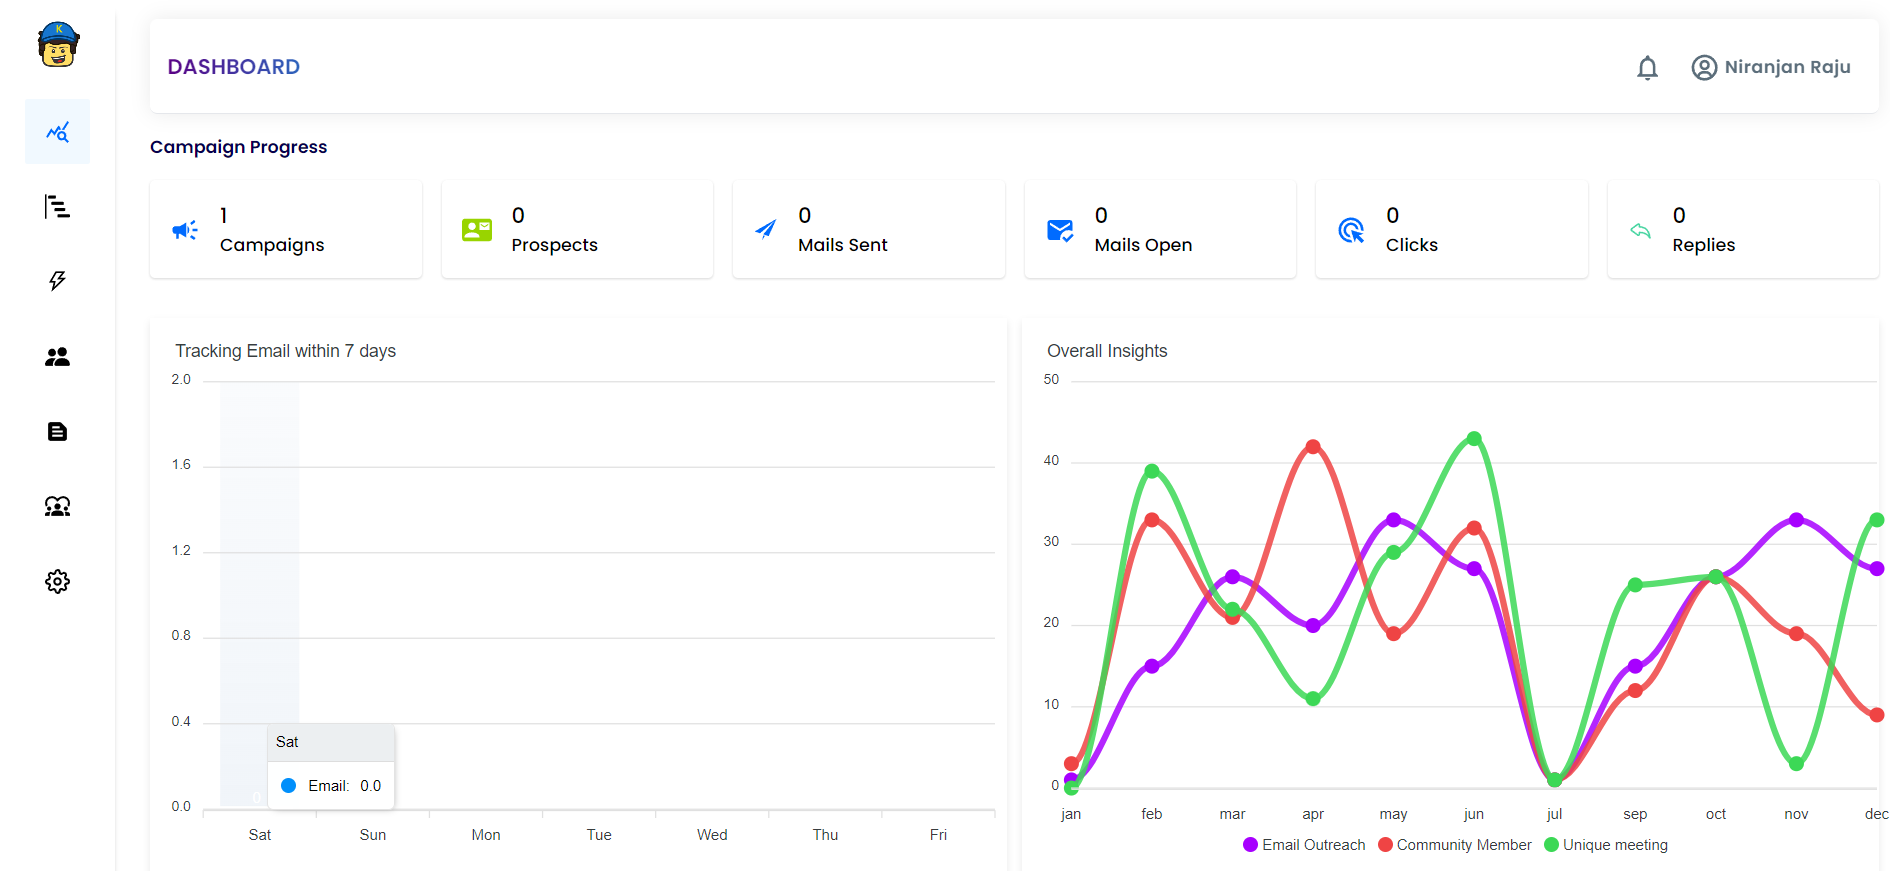 K
DASHBOARD
Niranjan Raju
Campaign Progress
1
Campaigns
0
Prospects
0
Mails Sent
0
Mails Open
0
Clicks
0
Replies
Tracking Email within 7 days
2.0
1.6
1.2
0.8
0.4
0.0
Sat
Email: 0.0
0
Sat Sun Mon Tue Wed Thu Fri
Overall Insights
50
40
30
20
10
0
jan feb mar apr may jun jul sep oct nov dec
Email Outreach Community Member Unique meeting